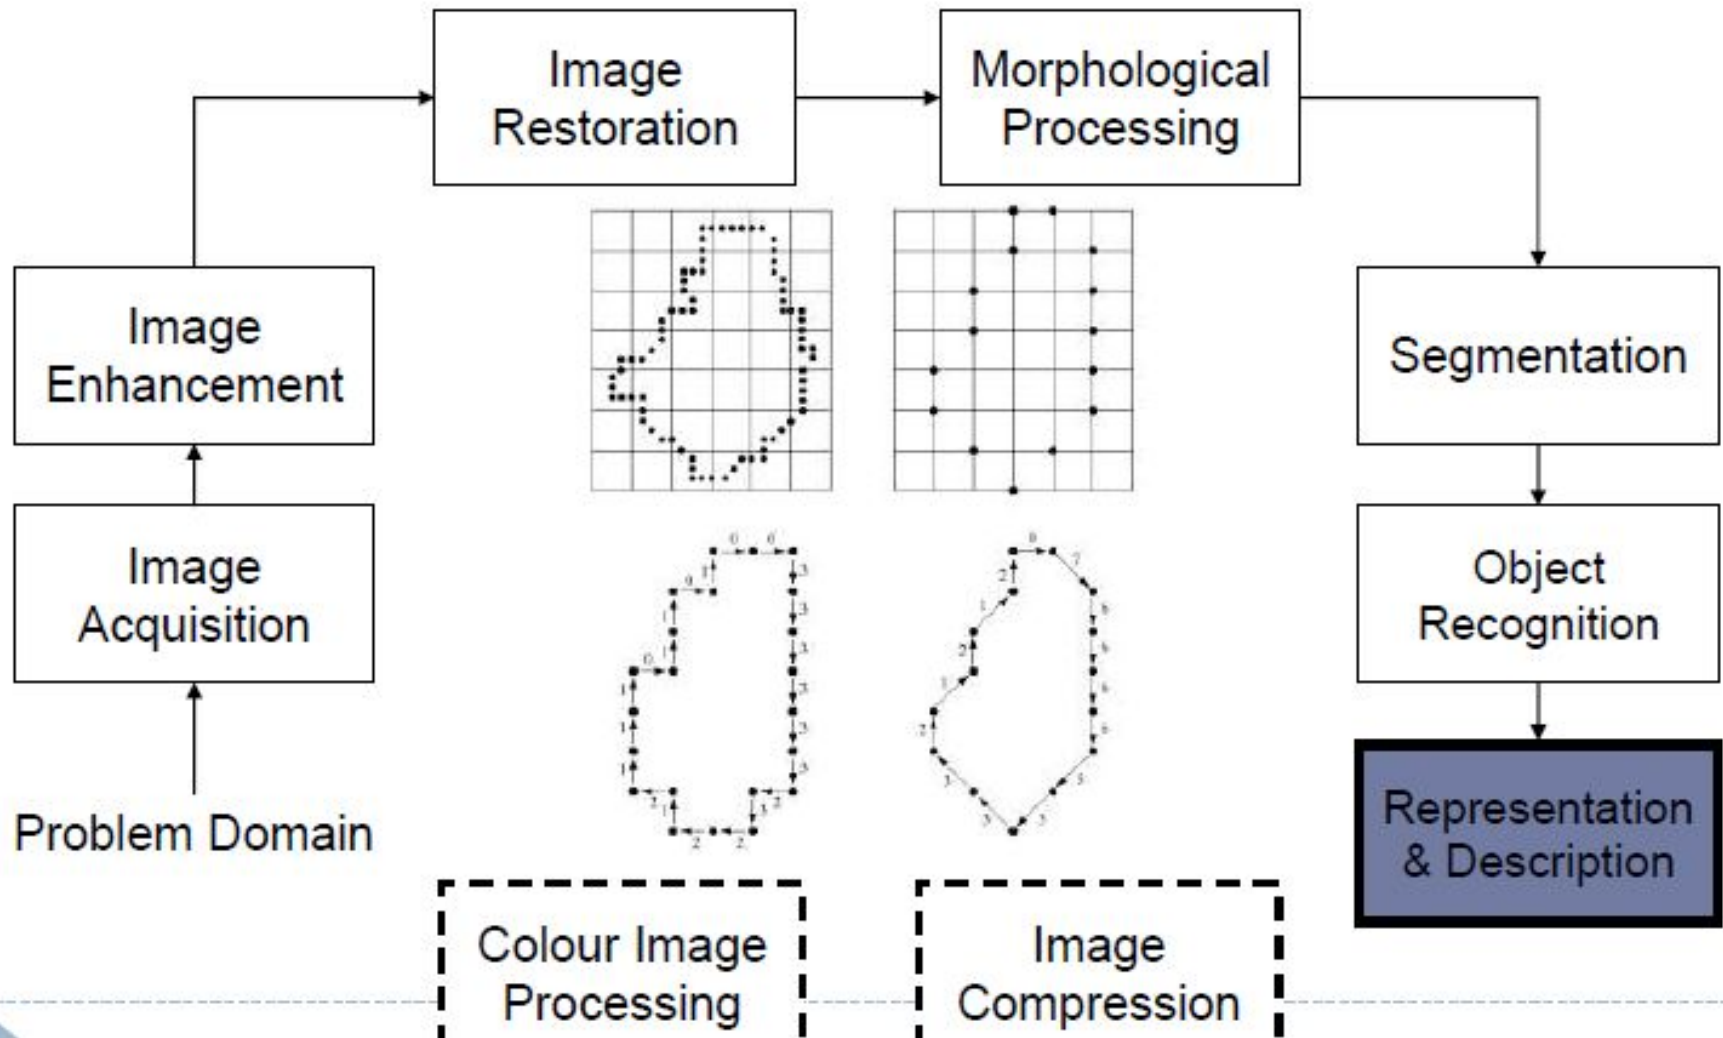 Image
Restoration
Morphological
Processing
Image
Enhancement
Segmentation
Image
Acquisition
Object
Recognition
Problem Domain
Representation
& Description
Colour Image
Processing
Image
Compression